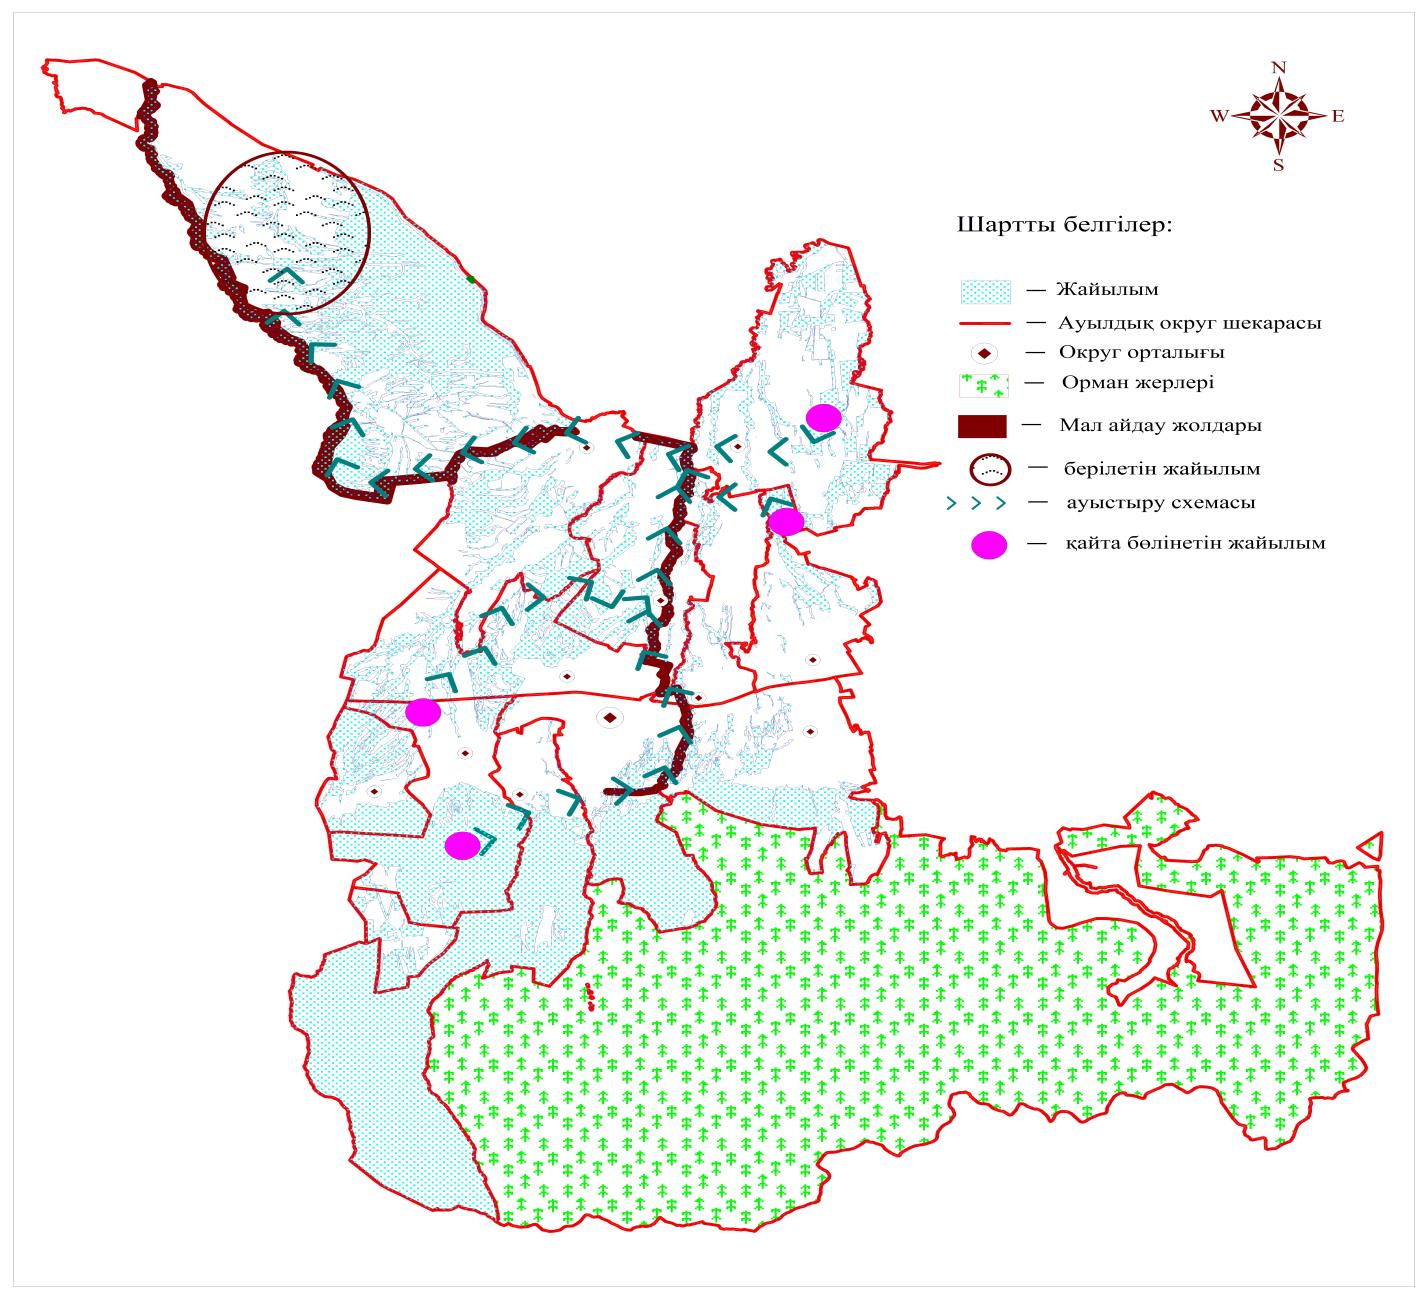 N
W E
S
Шартты белгілер:
— Жайылым
— Ауылдық округ шекарасы
— Округ орталығы
— Орман жерлері
— Мал айдау жолдары
— берілетін жайылым
— ауыстыру схемасы
— қайта бөлінетін жайылым